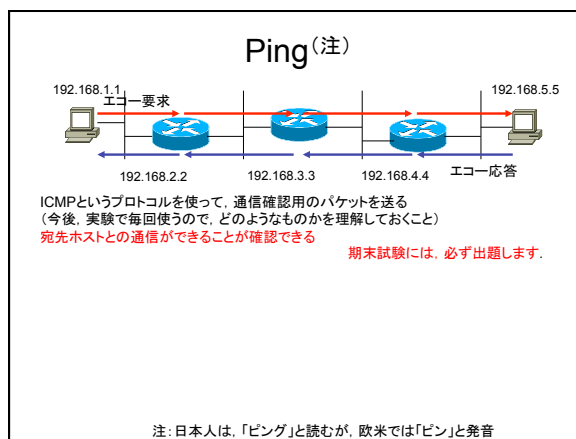 Ping(注)
192.168.1.1
192.168.5.5
エコー要求
192.168.2.2
192.168.3.3
192.168.4.4
エコー応答
ICMPというプロトコルを使って，通信確認用のパケットを送る
（今後，実験で毎回使うので，どのようなものかを理解しておくこと）
宛先ホストとの通信ができることが確認できる
期末試験には，必ず出題します．
注：日本人は，「ピング」と読むが，欧米では「ピン」と発音